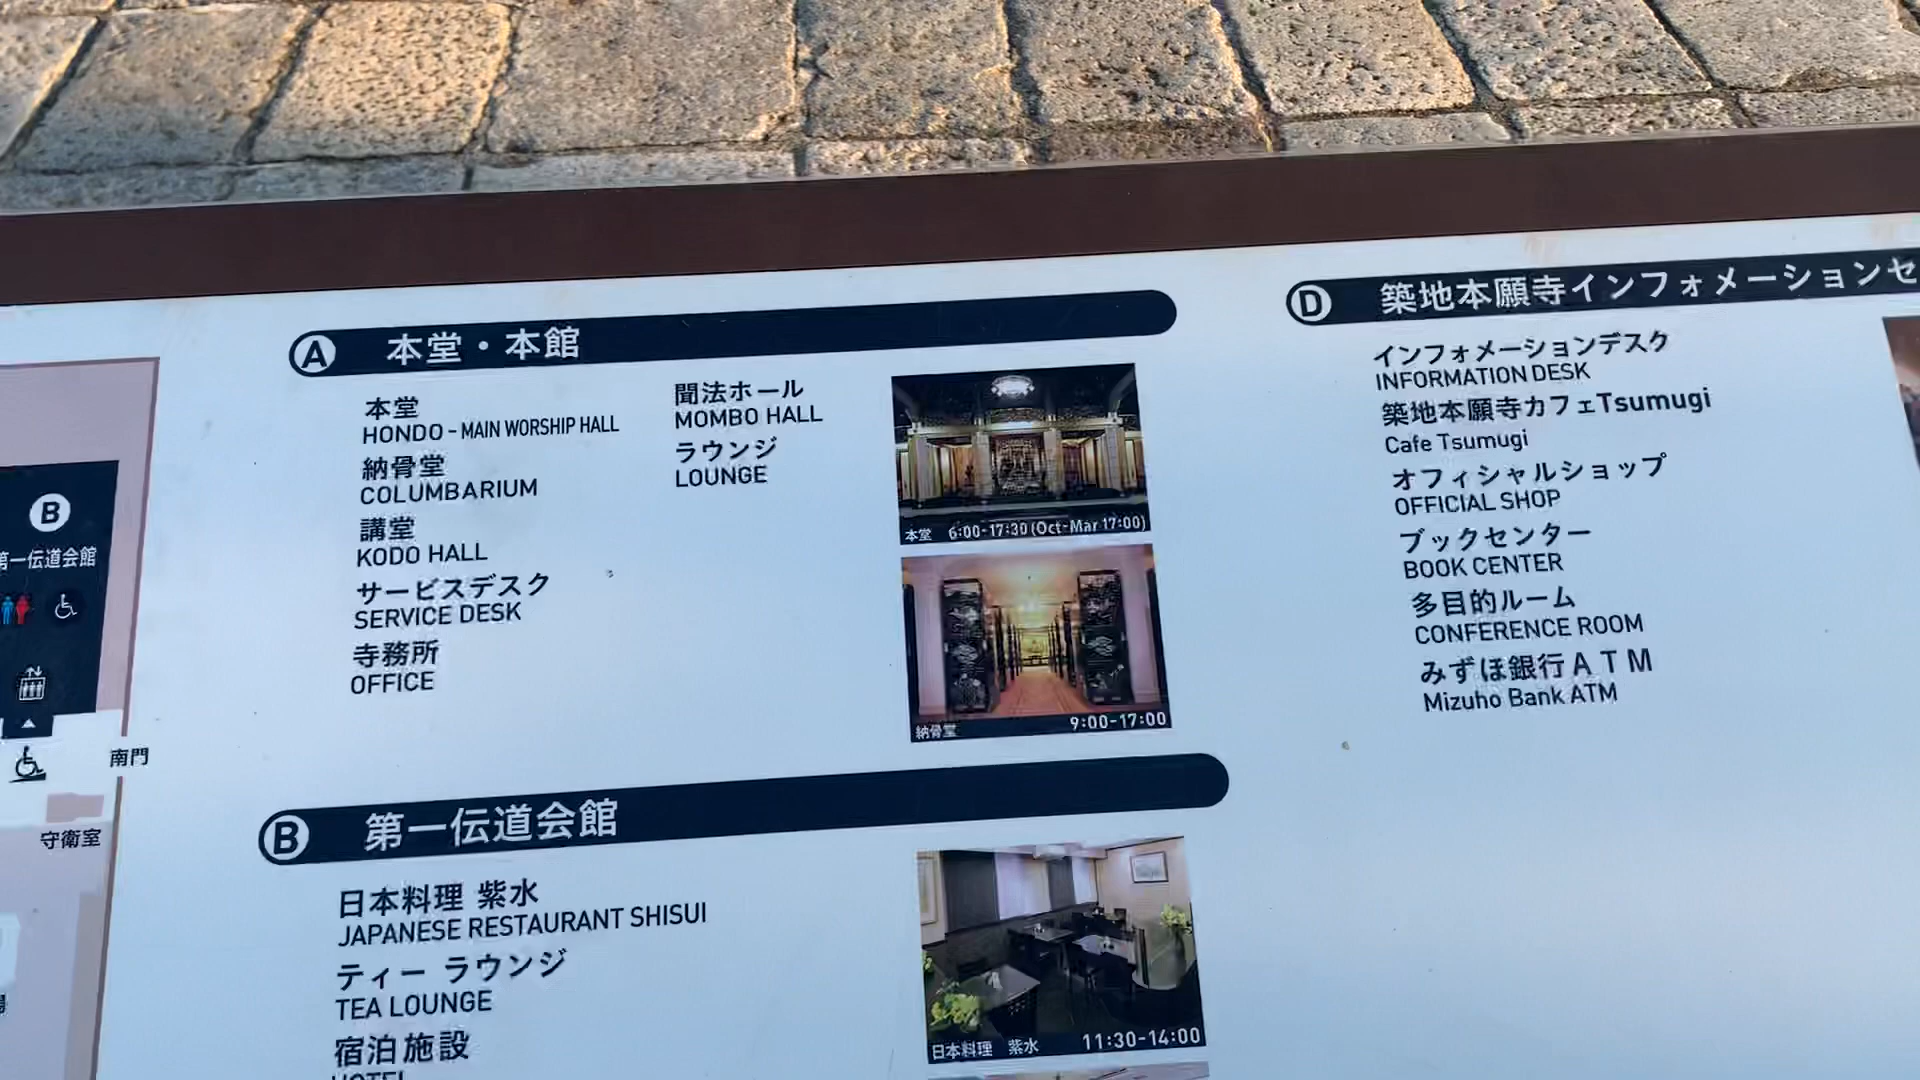 B
第一伝道会館
南門
守衛室
A 本堂・本館
本堂
HONDO - MAIN WORSHIP HALL
納骨堂
COLUMBARIUM
講堂
KODO HALL
サービスデスク
SERVICE DESK
寺務所
OFFICE
聞法ホール
MOMBO HALL
ラウンジ
LOUNGE
本堂 6:00-17:30 (Oct-Mar 17:00)
納骨堂 9:00-17:00
B 第一伝道会館
日本料理 紫水
JAPANESE RESTAURANT SHISUI
ティー ラウンジ
TEA LOUNGE
宿泊施設
HOTEL
日本料理 紫水 11:30-14:00
D 築地本願寺インフォメーションセ
インフォメーションデスク
INFORMATION DESK
築地本願寺カフェTsumugi
Cafe Tsumugi
オフィシャルショップ
OFFICIAL SHOP
ブックセンター
BOOK CENTER
多目的ルーム
CONFERENCE ROOM
みずほ銀行ATM
Mizuho Bank ATM